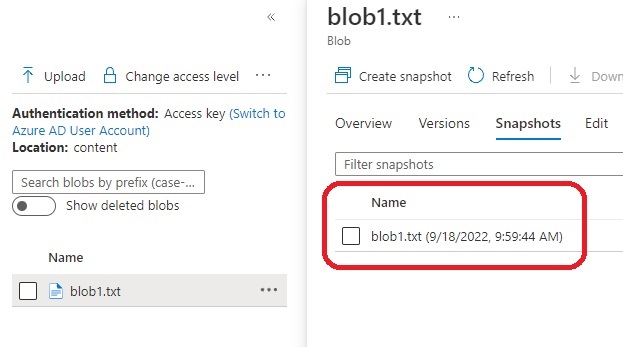 «
Upload
Change access level
...
Authentication method: Access key (Switch to
Azure AD User Account)
Location: content
Search blobs by prefix (case-...
Show deleted blobs
Name
blob1.txt
...
blob1.txt
...
Blob
Create snapshot
Refresh
Down
Overview
Versions
Snapshots
Edit
Filter snapshots
Name
blob1.txt (9/18/2022, 9:59:44 AM)